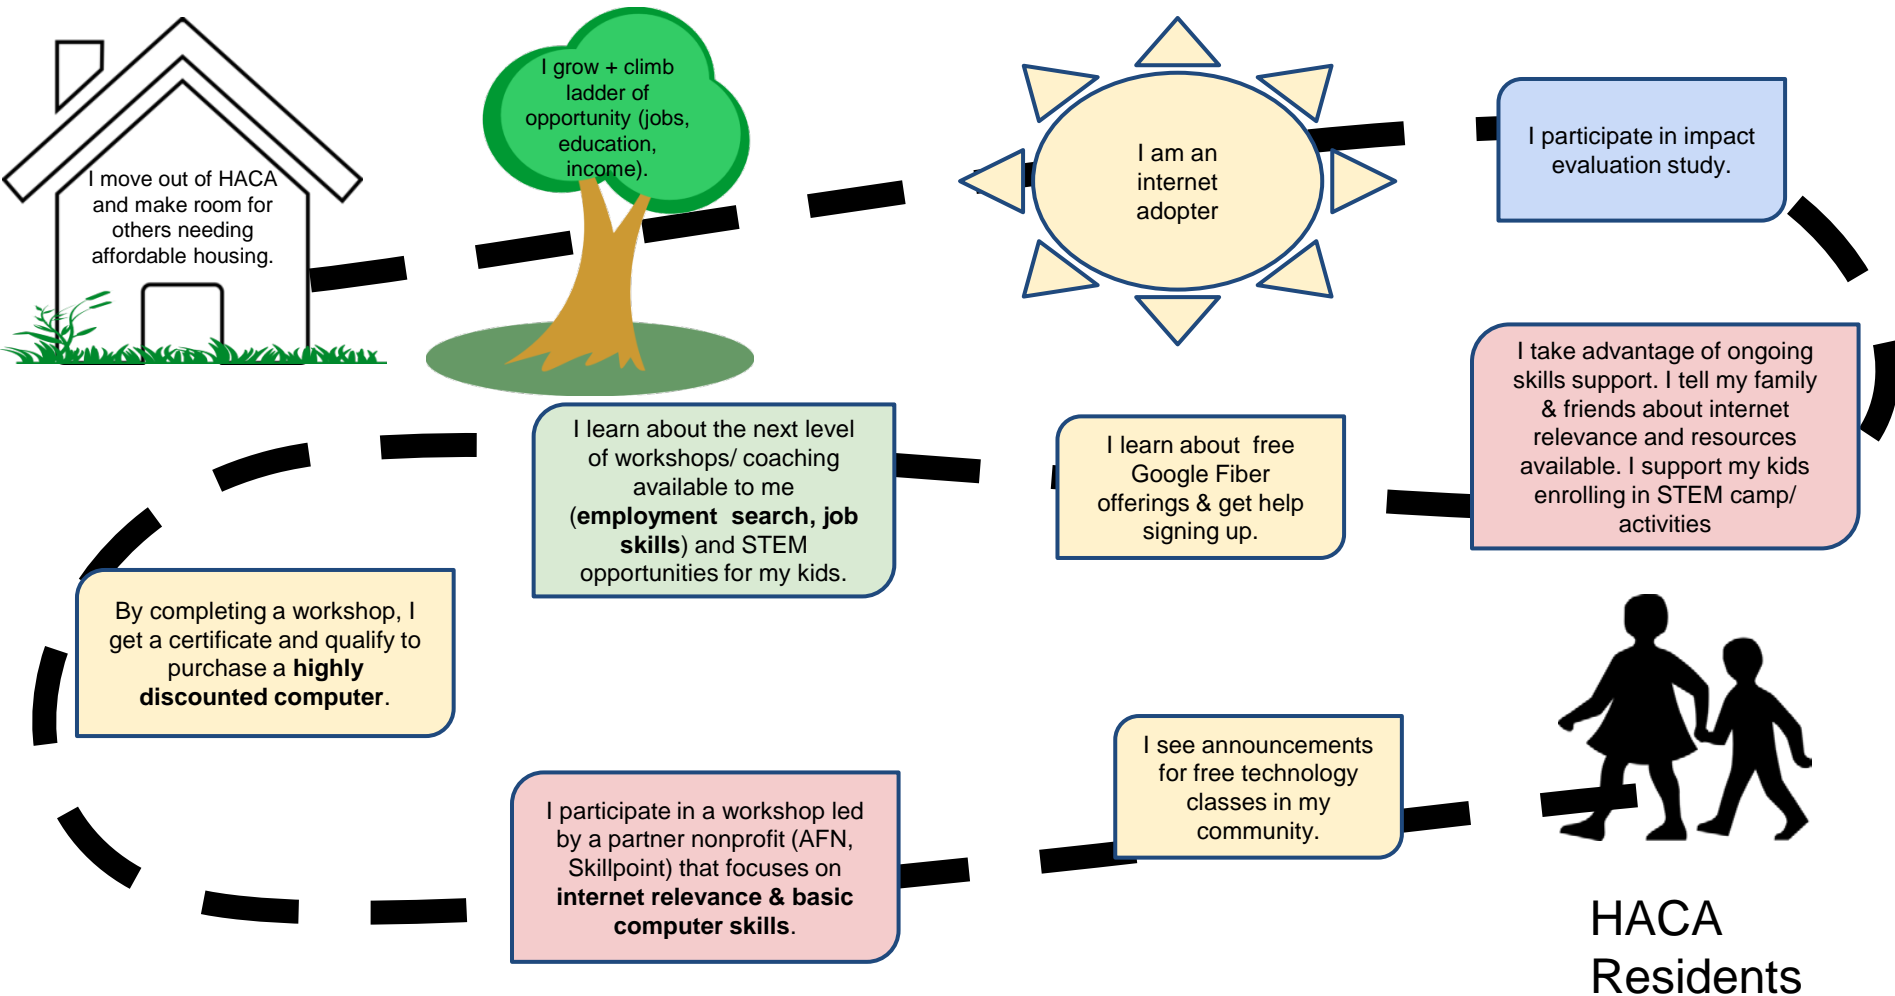 I move out of HACA
and make room for
others needing
affordable housing.
I grow + climb
ladder of
opportunity (jobs,
education,
income).
I am an
internet
adopter
I participate in impact
evaluation study.
I take advantage of ongoing
skills support. I tell my family
& friends about internet
relevance and resources
available. I support my kids
enrolling in STEM camp/
activities
I learn about free
Google Fiber
offerings & get help
signing up.
I learn about the next level
of workshops/ coaching
available to me
(employment search, job
skills) and STEM
opportunities for my kids.
By completing a workshop, I
get a certificate and qualify to
purchase a highly
discounted computer.
I participate in a workshop led
by a partner nonprofit (AFN,
Skillpoint) that focuses on
internet relevance & basic
computer skills.
I see announcements
for free technology
classes in my
community.
HACA
Residents